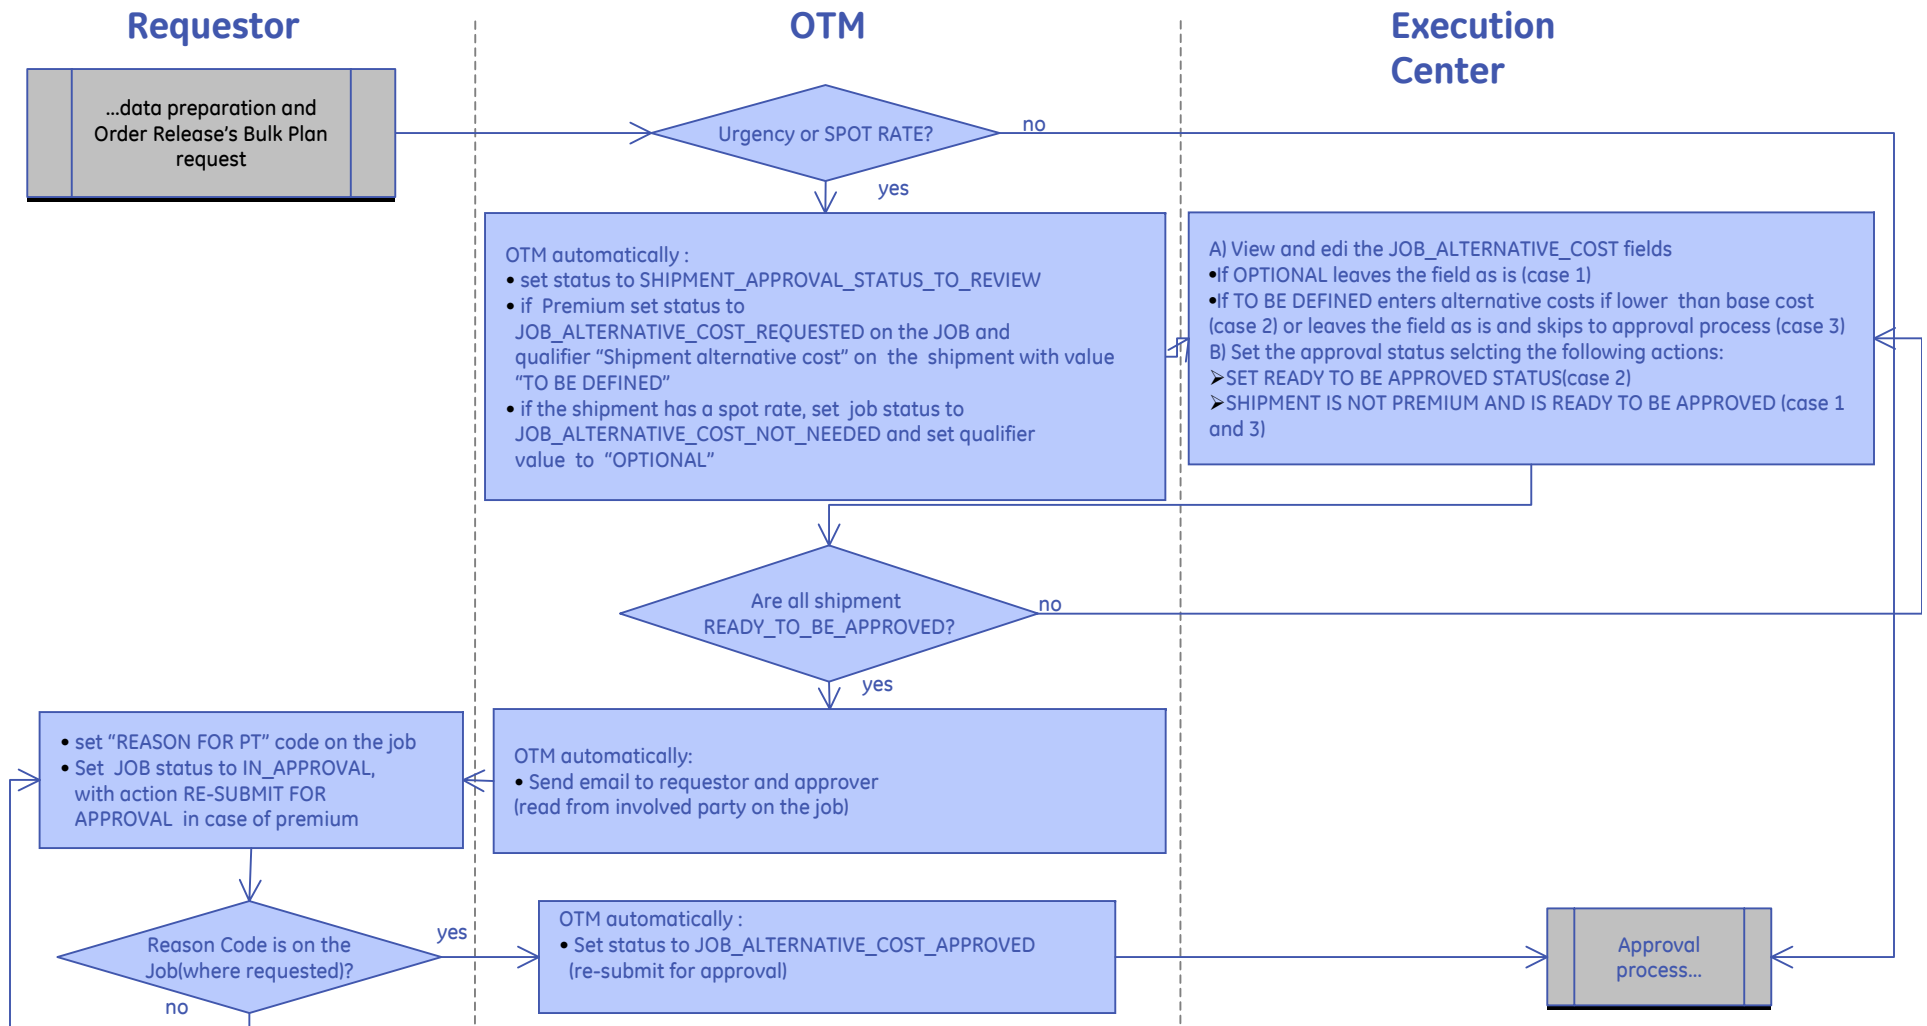 Requestor
OTM
Execution
Center
...data preparation and
Order Release's Bulk Plan
request
Urgency or SPOT RATE?
no
yes
OTM automatically :
• set status to SHIPMENT_APPROVAL_STATUS_TO_REVIEW
• if Premium set status to
JOB_ALTERNATIVE_COST_REQUESTED on the JOB and
qualifier “Shipment alternative cost” on the shipment with value
“TO BE DEFINED”
• if the shipment has a spot rate, set job status to
JOB_ALTERNATIVE_COST_NOT_NEEDED and set qualifier
value to “OPTIONAL”
A) View and edi the JOB_ALTERNATIVE_COST fields
•If OPTIONAL leaves the field as is (case 1)
•If TO BE DEFINED enters alternative costs if lower than base cost
(case 2) or leaves the field as is and skips to approval process (case 3)
B) Set the approval status selcting the following actions:
➢SET READY TO BE APPROVED STATUS(case 2)
➢SHIPMENT IS NOT PREMIUM AND IS READY TO BE APPROVED (case 1
and 3)
Are all shipment
READY_TO_BE_APPROVED?
no
yes
• set “REASON FOR PT” code on the job
• Set JOB status to IN_APPROVAL,
with action RE-SUBMIT FOR
APPROVAL in case of premium
OTM automatically:
• Send email to requestor and approver
(read from involved party on the job)
Reason Code is on the
Job(where requested)?
yes
no
OTM automatically :
• Set status to JOB_ALTERNATIVE_COST_APPROVED
(re-submit for approval)
Approval
process...